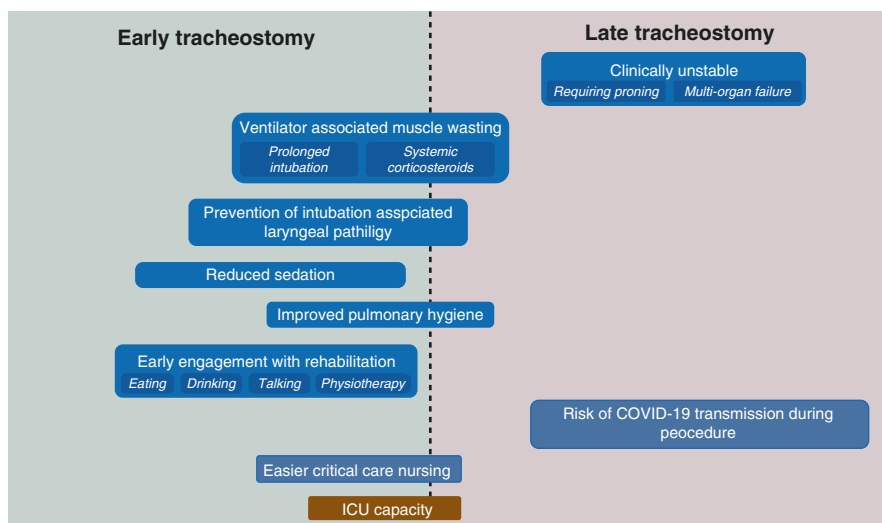 Early tracheostomy
Late tracheostomy
Clinically unstable
Requiring proning
Multi-organ failure
Ventilator associated muscle wasting
Prolonged
intubation
Systemic
corticosteroids
Prevention of intubation asspciated
laryngeal pathiligy
Reduced sedation
Improved pulmonary hygiene
Early engagement with rehabilitation
Eating
Drinking
Talking
Physiotherapy
Risk of COVID-19 transmission during
peocedure
Easier critical care nursing
ICU capacity